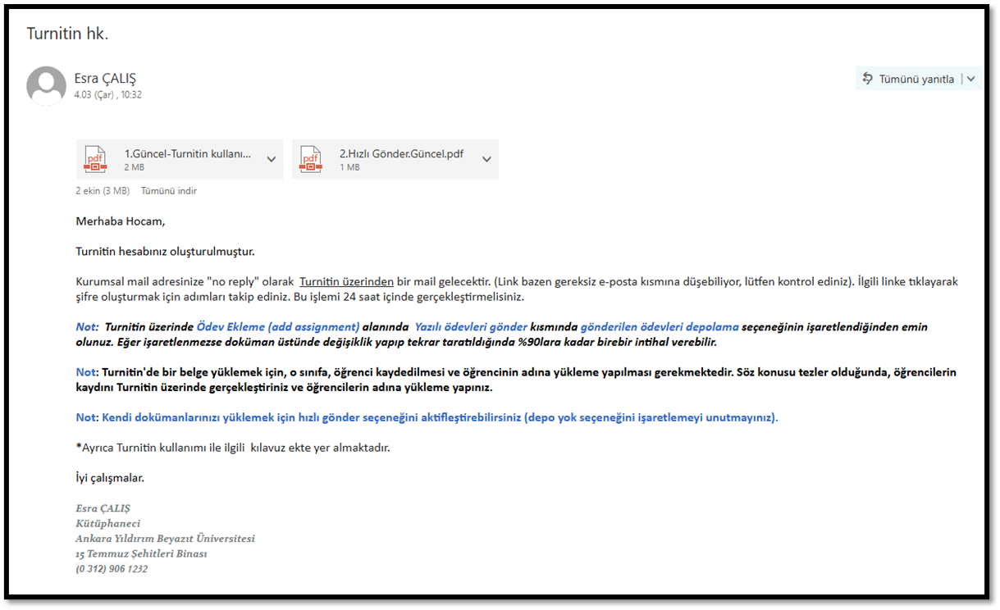 Turnitin hk.
Esra ÇALIŞ
4.03 (Çar) , 10:32
Tümünü yanıtla
pdf
1.Güncel-Turnitin kullanı...
2 MB
pdf
2.Hızlı Gönder.Güncel.pdf
1 MB
2 ekin (3 MB) Tümünü indir
Merhaba Hocam,
Turnitin hesabınız oluşturulmuştur.
Kurumsal mail adresinize "no reply" olarak Turnitin üzerinden bir mail gelecektir. (Link bazen gereksiz e-posta kısmına düşebiliyor, lütfen kontrol ediniz). İlgili linke tıklayarak
şifre oluşturmak için adımları takip ediniz. Bu işlemi 24 saat içinde gerçekleştirmelisiniz.
Not: Turnitin üzerinde Ödev Ekleme (add assignment) alanında Yazılı ödevleri gönder kısmında gönderilen ödevleri depolama seçeneğinin işaretlendiğinden emin
olunuz. Eğer işaretlenmezse doküman üstünde değişiklik yapıp tekrar taratıldığında %90lara kadar birebir intihal verebilir.
Not: Turnitin'de bir belge yüklemek için, o sınıfa, öğrenci kaydedilmesi ve öğrencinin adına yükleme yapılması gerekmektedir. Söz konusu tezler olduğunda, öğrencilerin
kaydını Turnitin üzerinde gerçekleştiriniz ve öğrencilerin adına yükleme yapınız.
Not: Kendi dokümanlarınızı yüklemek için hızlı gönder seçeneğini aktifleştirebilirsiniz (depo yok seçeneğini işaretlemeyi unutmayınız).
*Ayrıca Turnitin kullanımı ile ilgili kılavuz ekte yer almaktadır.
İyi çalışmalar.
Esra ÇALIŞ
Kütüphaneci
Ankara Yıldırım Beyazıt Üniversitesi
15 Temmuz Şehitleri Binası
(0 312) 906 1232